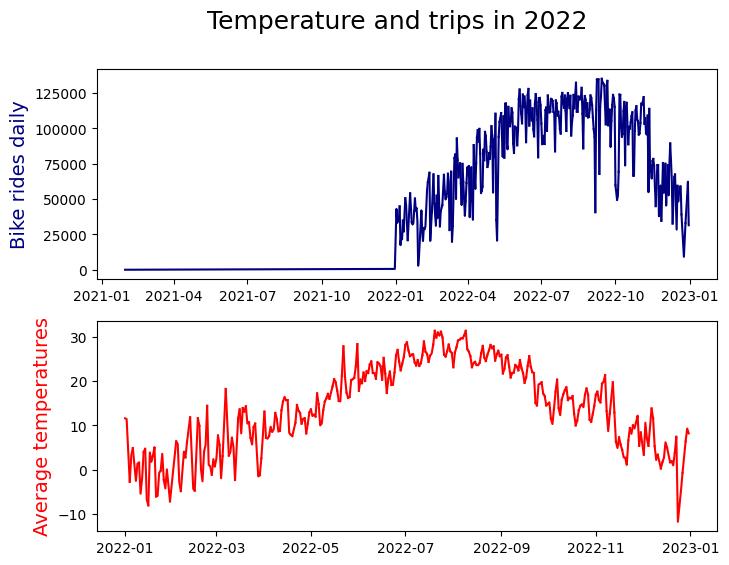 Temperature and trips in 2022
Bike rides daily
125000
100000
75000
50000
25000
0
2021-01 2021-04 2021-07 2021-10 2022-01 2022-04 2022-07 2022-10 2023-01
Average temperatures
30
20
10
0
−10
2022-01 2022-03 2022-05 2022-07 2022-09 2022-11 2023-01